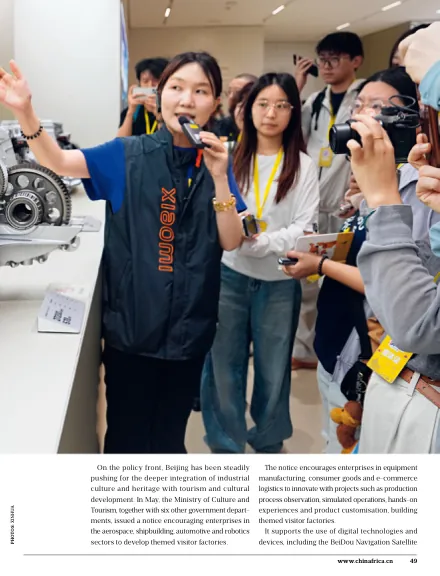 xiaomi
On the policy front, Beijing has been steadily
pushing for the deeper integration of industrial
culture and heritage with tourism and cultural
development. In May, the Ministry of Culture and
Tourism, together with six other government depart-
ments, issued a notice encouraging enterprises in
the aerospace, shipbuilding, automotive and robotics
sectors to develop themed visitor factories.
The notice encourages enterprises in equipment
manufacturing, consumer goods and e-commerce
logistics to innovate with projects such as production
process observation, simulated operations, hands-on
experiences and product customisation, building
themed visitor factories.
It supports the use of digital technologies and
devices, including the BeiDou Navigation Satellite
www.chinafrica.cn 49